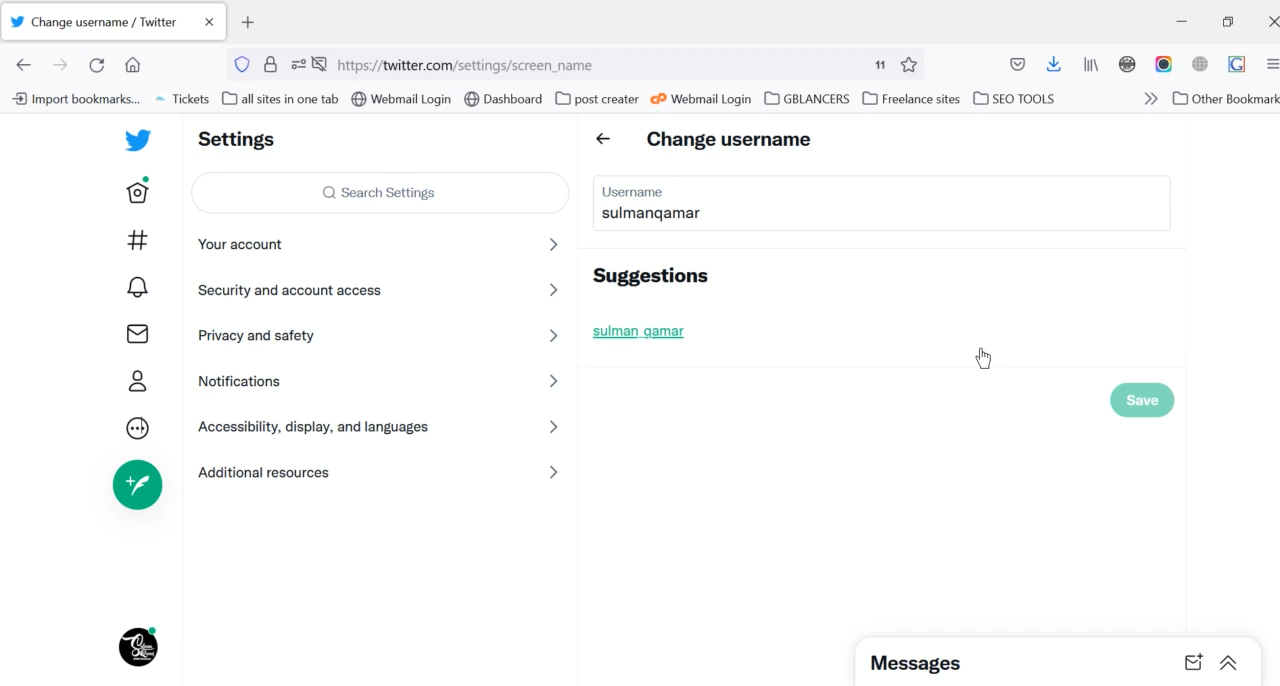 Change username / Twitter
https://twitter.com/settings/screen_name
Import bookmarks... Tickets all sites in one tab Webmail Login Dashboard post creater Webmail Login GBLANCERS Freelance sites SEO TOOLS Other Bookmark
Settings
Search Settings
Your account
Security and account access
Privacy and safety
Notifications
Accessibility, display, and languages
Additional resources
Change username
Username
sulmanqamar
Suggestions
sulman_qamar
Save
Messages